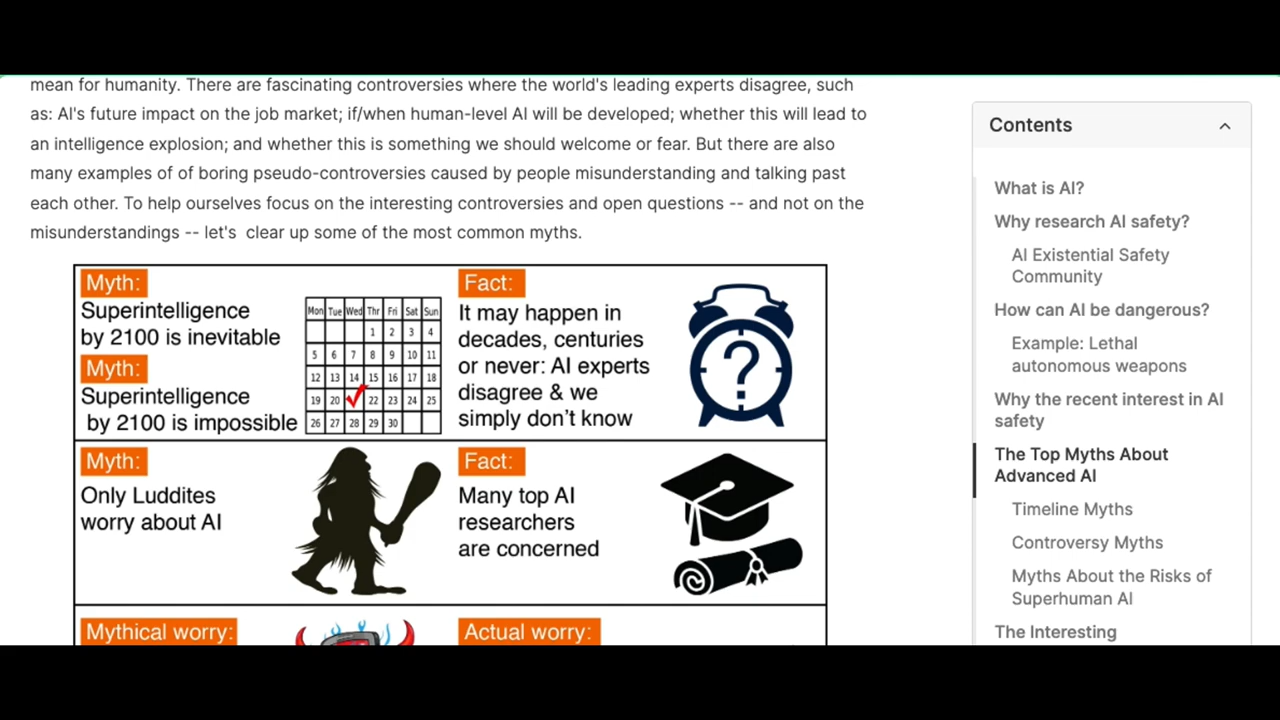 mean for humanity. There are fascinating controversies where the world's leading experts disagree, such
as: AI's future impact on the job market; if/when human-level AI will be developed; whether this will lead to
an intelligence explosion; and whether this is something we should welcome or fear. But there are also
many examples of of boring pseudo-controversies caused by people misunderstanding and talking past
each other. To help ourselves focus on the interesting controversies and open questions -- and not on the
misunderstandings -- let's  clear up some of the most common myths.
Myth:
Superintelligence
by 2100 is inevitable
Myth:
Superintelligence
by 2100 is impossible
Mon Tue Wed Thr Fri Sat Sun
1 2 3 4
5 6 7 8 9 10 11
12 13 14 15 16 17 18
19 20 22 23 24 25
26 27 28 29 30
Fact:
It may happen in
decades, centuries
or never: AI experts
disagree & we
simply don't know
?
Myth:
Only Luddites
worry about AI
Fact:
Many top AI
researchers
are concerned
Mythical worry:
Actual worry:
Contents
What is AI?
Why research AI safety?
AI Existential Safety
Community
How can AI be dangerous?
Example: Lethal
autonomous weapons
Why the recent interest in AI
safety
The Top Myths About
Advanced AI
Timeline Myths
Controversy Myths
Myths About the Risks of
Superhuman AI
The Interesting